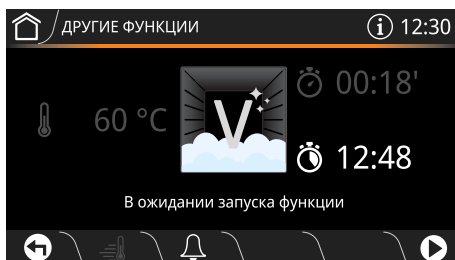 ДРУГИЕ ФУНКЦИИ
i 12:30
60 °C
V
00:18'
12:48
В ожидании запуска функции